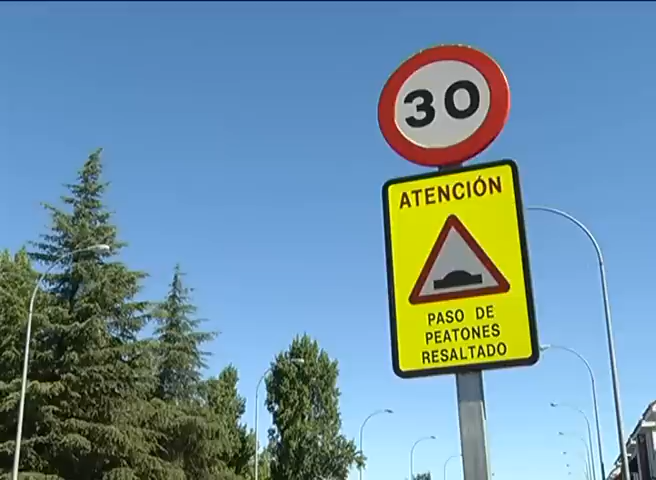 30
ATENCIÓN
PASO DE
PEATONES
RESALTADO